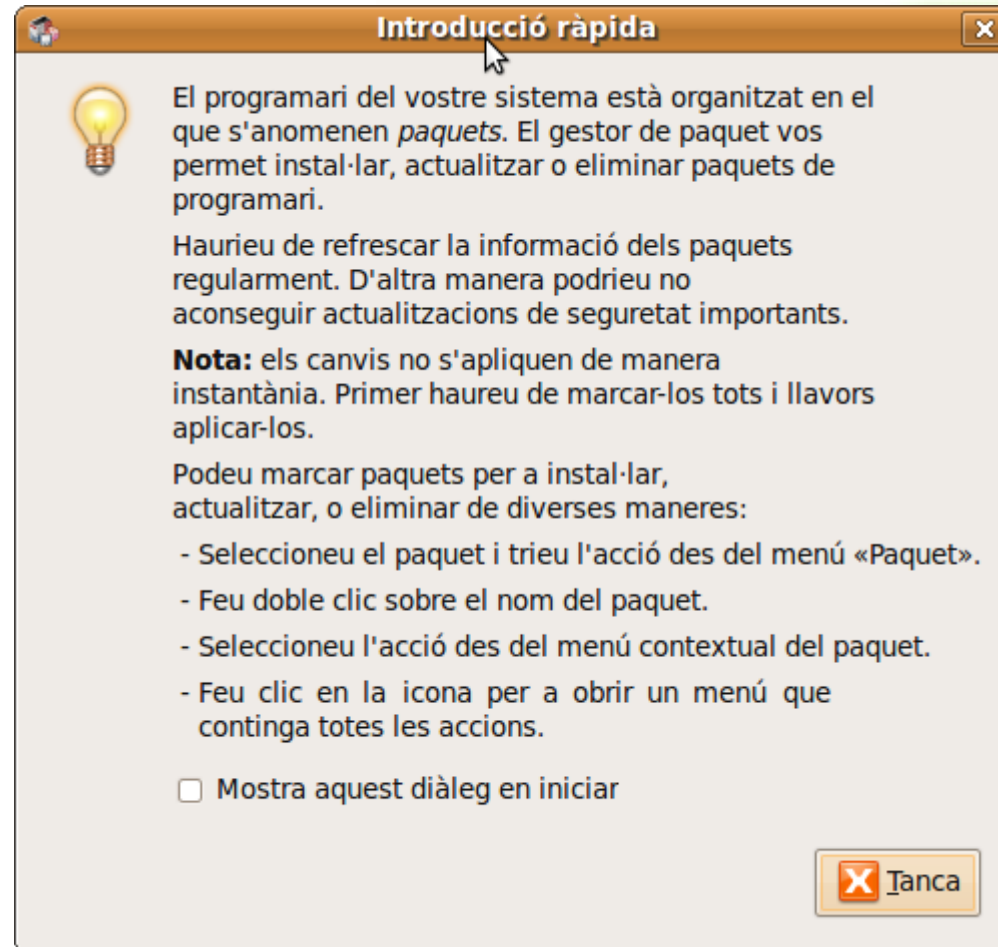 Introducció ràpida
El programari del vostre sistema està organitzat en el
que s'anomenen paquets. El gestor de paquet vos
permet instal·lar, actualitzar o eliminar paquets de
programari.
Haurieu de refrescar la informació dels paquets
regularment. D'altra manera podrieu no
aconseguir actualitzacions de seguretat importants.
Nota: els canvis no s'apliquen de manera
instantània. Primer haureu de marcar-los tots i llavors
aplicar-los.
Podeu marcar paquets per a instal·lar,
actualitzar, o eliminar de diverses maneres:
- Seleccioneu el paquet i trieu l'acció des del menú «Paquet».
- Feu doble clic sobre el nom del paquet.
- Seleccioneu l'acció des del menú contextual del paquet.
- Feu clic en la icona per a obrir un menú que
continga totes les accions.
Mostra aquest diàleg en iniciar
Tanca